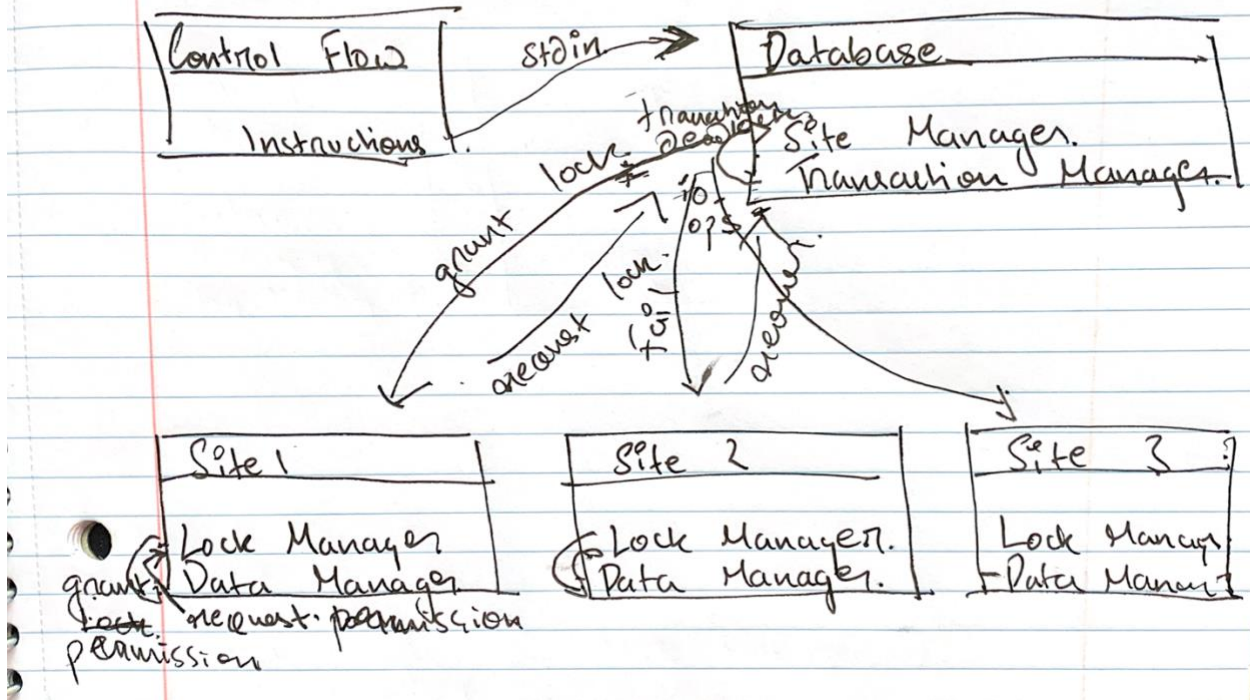 Control Flow
Instructions
stdin
Database
Site Manager.
Transaction Manager.
lock
grant
request
lock
fail
recover.
io
ops
Site 1
Lock Manager
Data Manager
grant
lock
permission
request permission
Site 2
Lock Manager.
Data Manager.
Site 3
Lock Manager
Data Manager